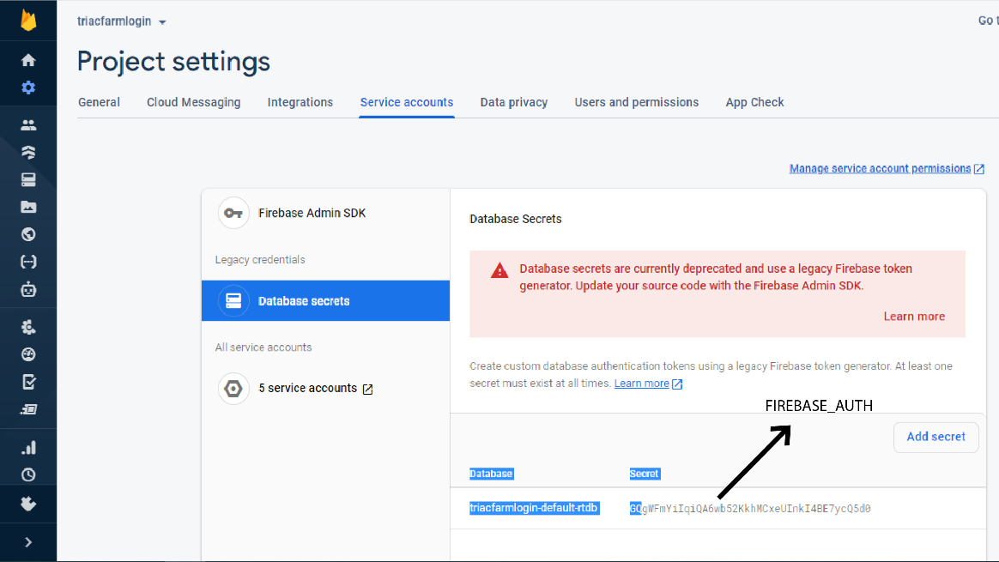 triacfarmlogin
Go t
Project settings
General Cloud Messaging Integrations Service accounts Data privacy Users and permissions App Check
Manage service account permissions
Firebase Admin SDK
Legacy credentials
Database secrets
All service accounts
5 service accounts
Database Secrets
Database secrets are currently deprecated and use a legacy Firebase token
generator. Update your source code with the Firebase Admin SDK.
Learn more
Create custom database authentication tokens using a legacy Firebase token generator. At least one
secret must exist at all times. Learn more
FIREBASE_AUTH
Add secret
Database Secret
triacfarmlogin-default-rtdb GQgWFmYiIqiQA6wb52KkhMCxeUInkI4BE7ycQ5d0